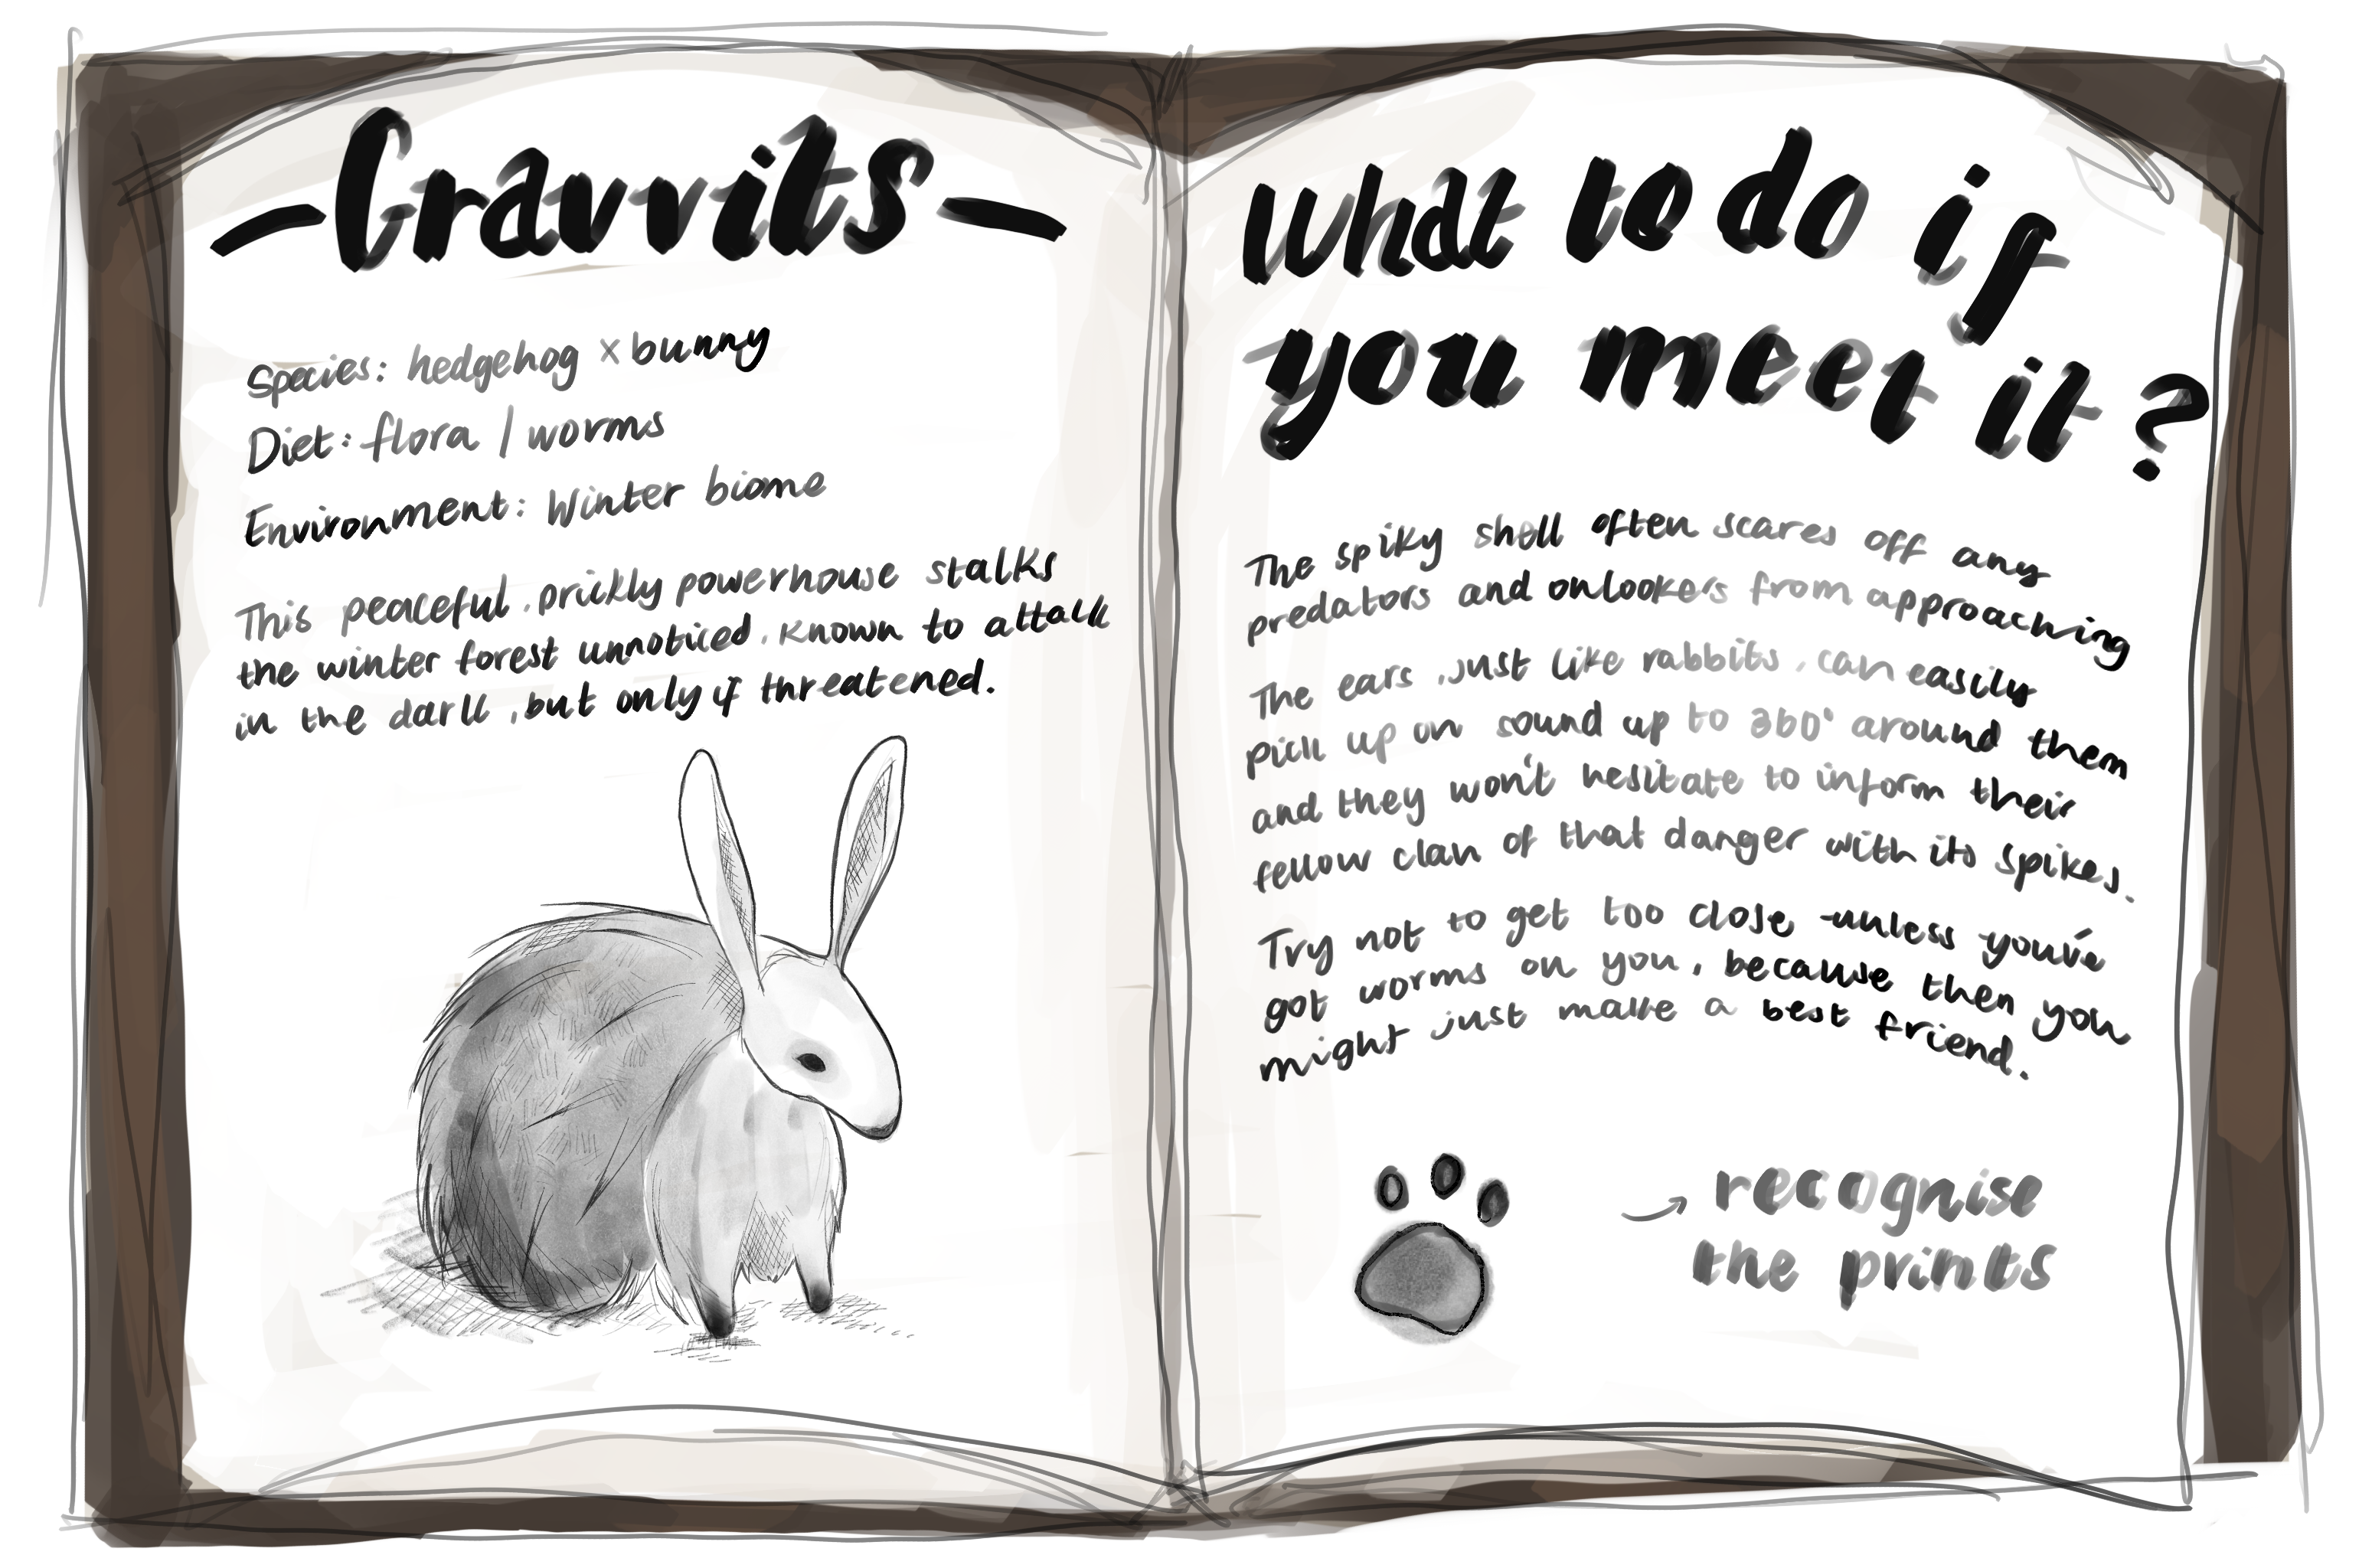 -Cravvits-
Species: hedgehog x bunny
Diet: flora / worms
Environment: Winter biome
This peaceful, prickly powerhouse stalks
the winter forest unnoticed, known to attack
in the dark, but only if threatened.
What to do if
you meet it?
The spiky shell often scares off any
predators and onlookers from approaching
The ears, just like rabbits, can easily
pick up on sound up to 360° around them
and they won't hesitate to inform their
fellow clan of that danger with its spikes.
Try not to get too close -unless you've
got worms on you, because then you
might just make a best friend.
→ recognise
the prints